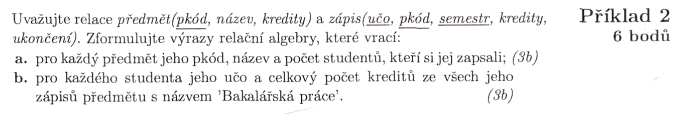 Uvažujte relace předmět(pkód, název, kredity) a zápis(učo, pkód, semestr, kredity,
ukončení). Zformulujte výrazy relační algebry, které vrací:
a. pro každý předmět jeho pkód, název a počet studentů, kteří si jej zapsali; (3b)
b. pro každého studenta jeho učo a celkový počet kreditů ze všech jeho
zápisů předmětu s názvem 'Bakalářská práce'. (3b)
Příklad 2
6 bodů